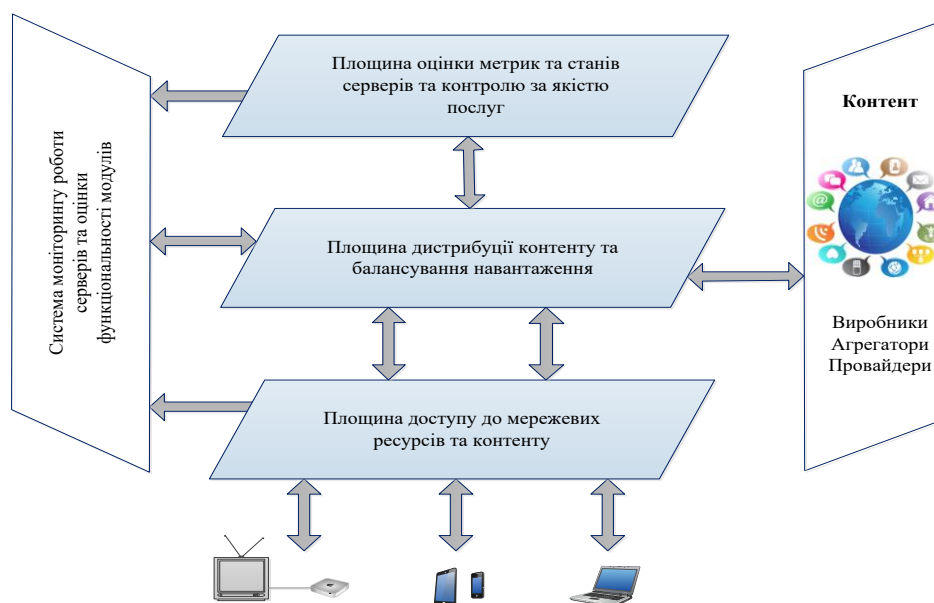 Система моніторингу роботи
серверів та оцінки
функціональності модулів
Площина оцінки метрик та станів
серверів та контролю за якістю
послуг
Площина дистрибуції контенту та
балансування навантаження
Площина доступу до мережевих
ресурсів та контенту
Контент
Виробники
Агрегатори
Провайдери